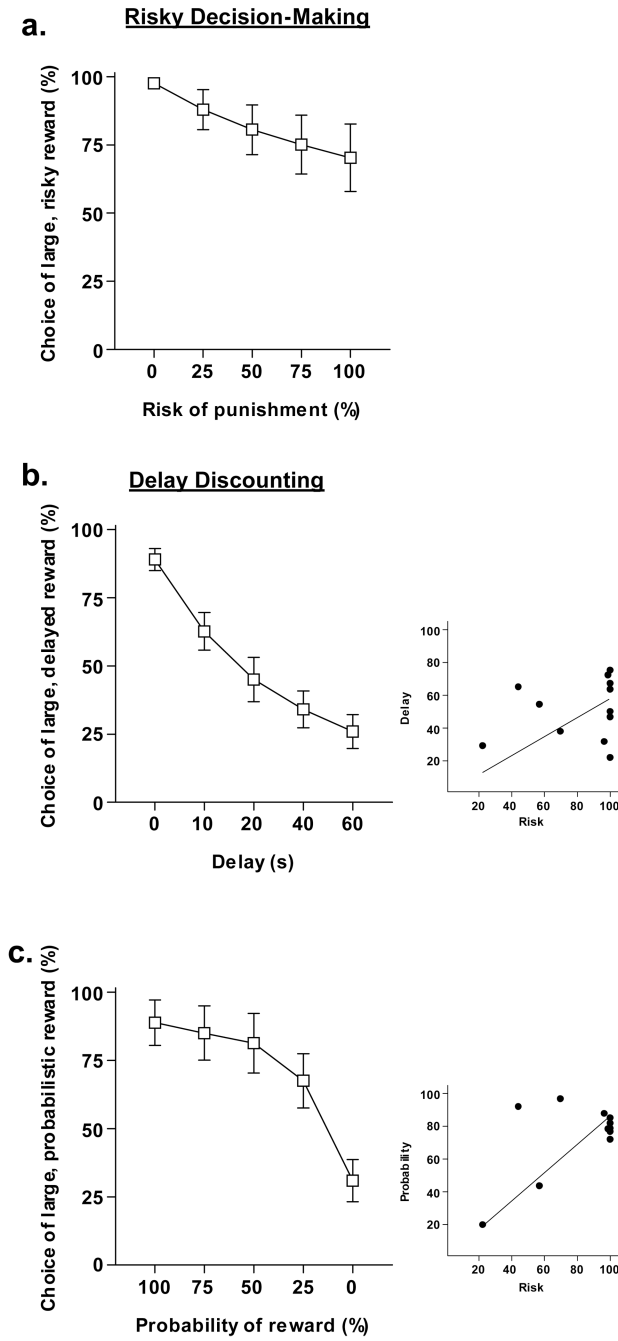 a.
Risky Decision-Making
Choice of large, risky reward (%)
100
75
50
25
0
0 25 50 75 100
Risk of punishment (%)
b.
Delay Discounting
Choice of large, delayed reward (%)
100
75
50
25
0
0 10 20 40 60
Delay (s)
Delay
100
80
60
40
20
20 40 60 80 100
Risk
c.
Choice of large, probabilistic reward (%)
100
75
50
25
0
100 75 50 25 0
Probability of reward (%)
Probability
100
80
60
40
20
20 40 60 80 100
Risk